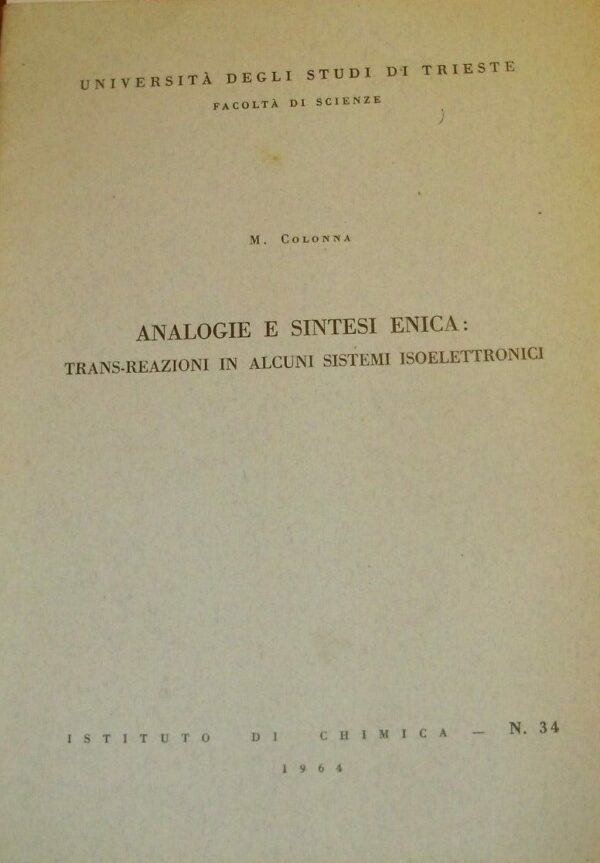 UNIVERSITÀ DEGLI STUDI DI TRIESTE
FACOLTÀ DI SCIENZE
M. COLONNA
ANALOGIE E SINTESI ENICA:
TRANS-REAZIONI IN ALCUNI SISTEMI ISOELETTRONICI
ISTITUTO DI CHIMICA — N. 34
1964